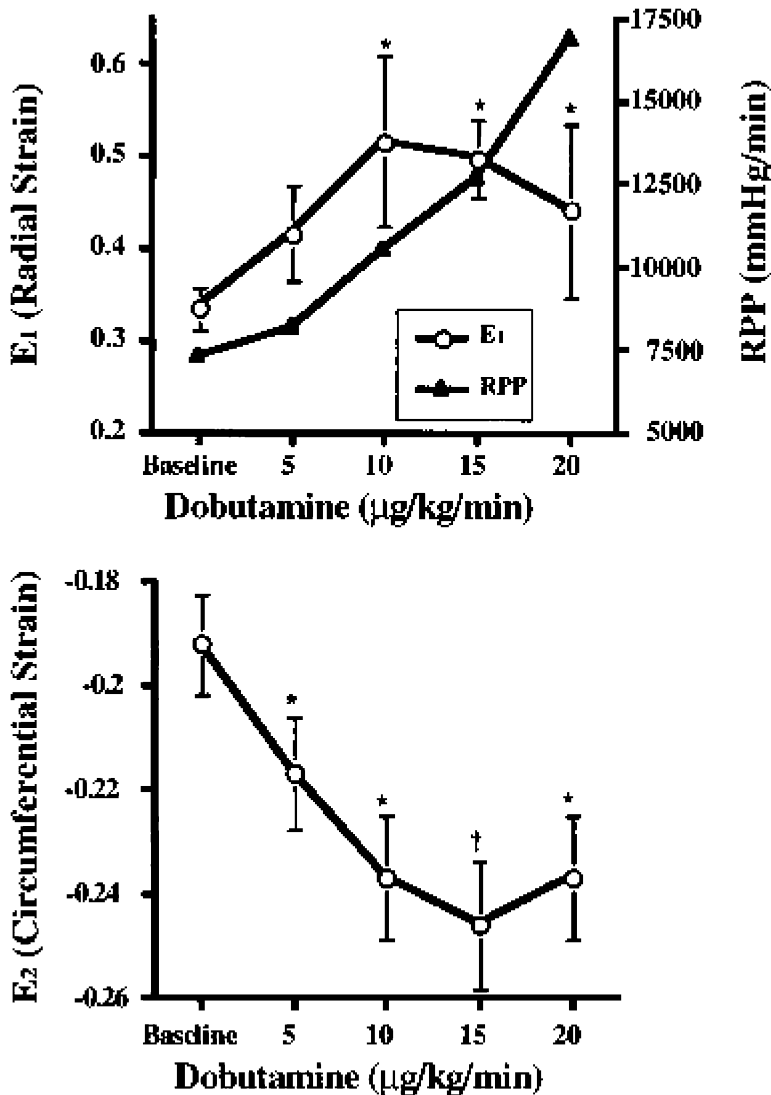 E1 (Radial Strain)
0.6
0.5
0.4
0.3
0.2
*
*
*
17500
15000
12500
10000
7500
5000
RPP (mmHg/min)
E1
RPP
Baseline 5 10 15 20
Dobutamine (µg/kg/min)
E2 (Circumferential Strain)
-0.18
-0.2
-0.22
-0.24
-0.26
*
*
†
*
Baseline 5 10 15 20
Dobutamine (µg/kg/min)